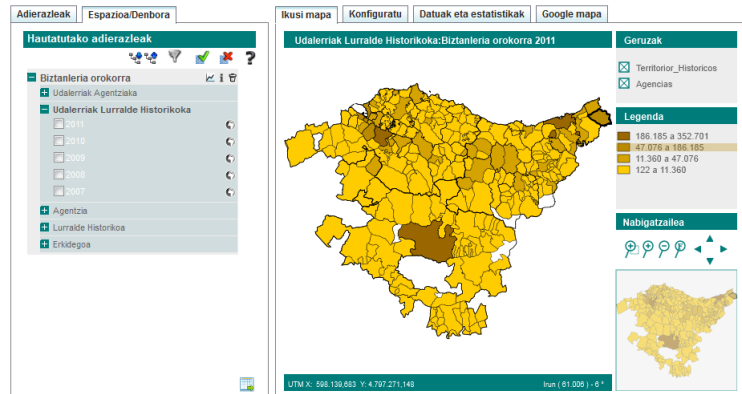 Adierazleak
Espazioa/Denbora
Hautatutako adierazleak
Biztanleria orokorra
Udalerriak Agentziaka
Udalerriak Lurralde Historikoka
2011
2010
2009
2008
2007
Agentzia
Lurralde Historikoa
Erkidegoa
Ikusi mapa
Konfiguratu
Datuak eta estatistikak
Google mapa
Udalerriak Lurralde Historikoka:Biztanleria orokorra 2011
UTM X: 598.139,683 Y: 4.797.271,148
Irun ( 61.006 ) - 6 º
Geruzak
Territorior_Historicos
Agencias
Legenda
186.185 a 352.701
47.076 a 186.185
11.360 a 47.076
122 a 11.360
Nabigatzailea